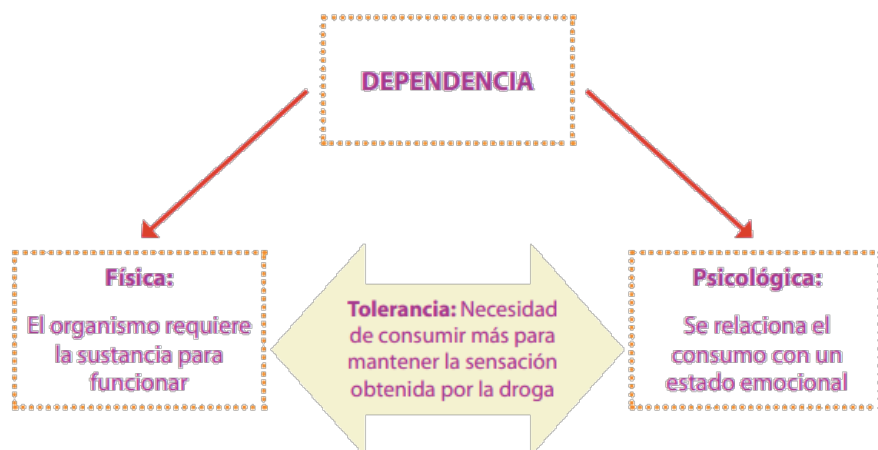 DEPENDENCIA
Física:
El organismo requiere
la sustancia para
funcionar
Tolerancia: Necesidad
de consumir más para
mantener la sensación
obtenida por la droga
Psicológica:
Se relaciona el
consumo con un
estado emocional